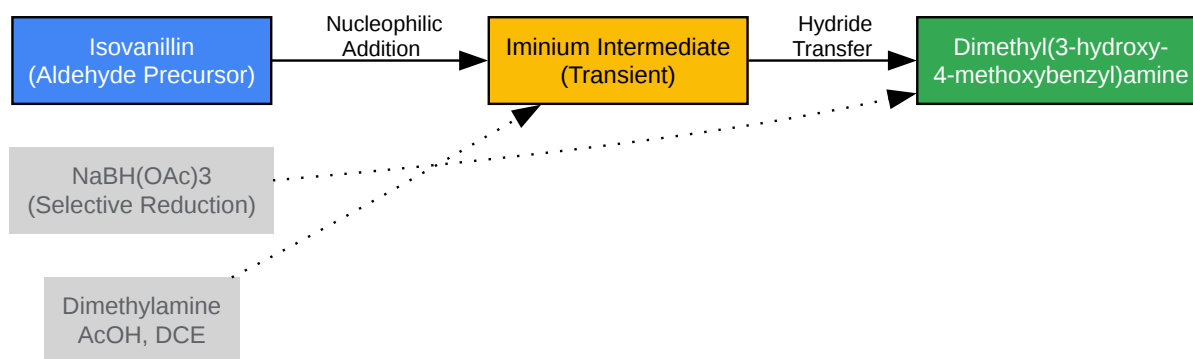 Isovanillin
(Aldehyde Precursor)
Nucleophilic
Addition
Iminium Intermediate
(Transient)
Hydride
Transfer
Dimethyl(3-hydroxy-
4-methoxybenzyl)amine
NaBH(OAc)3
(Selective Reduction)
Dimethylamine
AcOH, DCE